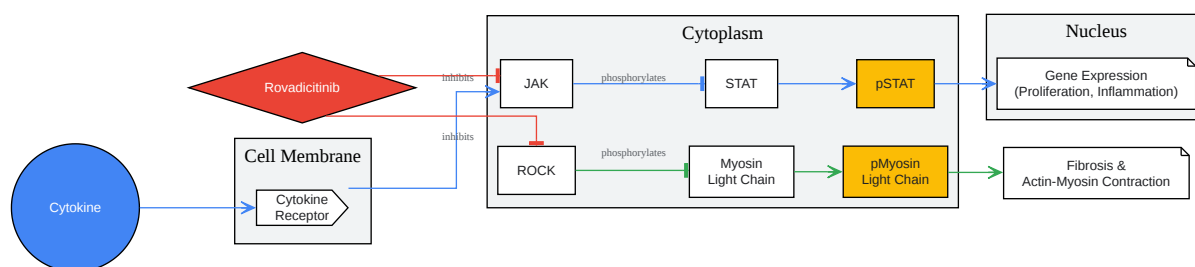 Cytoplasm
Nucleus
Rovadicitinib
inhibits
JAK
phosphorylates
STAT
pSTAT
Gene Expression
(Proliferation, Inflammation)
inhibits
Cell Membrane
ROCK
phosphorylates
Myosin
Light Chain
pMyosin
Light Chain
Fibrosis &
Actin-Myosin Contraction
Cytokine
Cytokine
Receptor